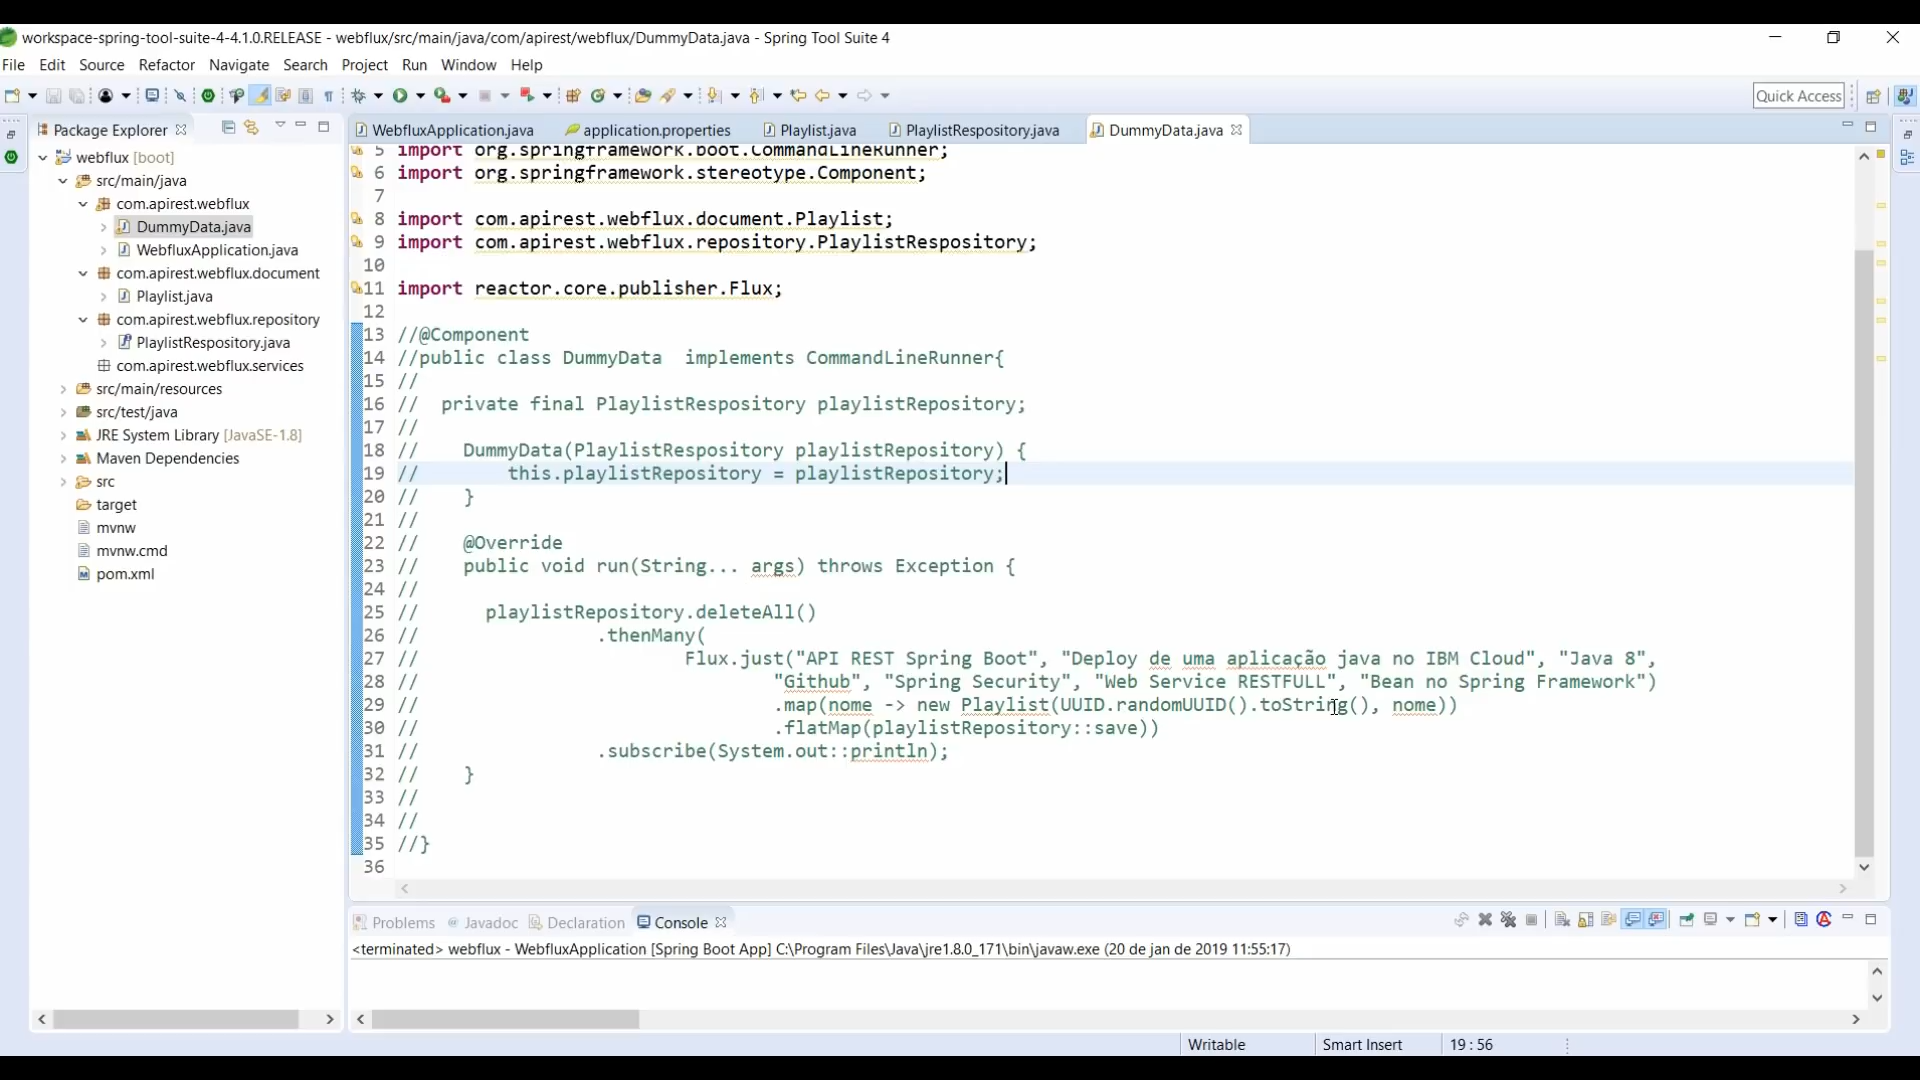 workspace-spring-tool-suite-4-4.1.0.RELEASE - webflux/src/main/java/com/apirest/webflux/DummyData.java - Spring Tool Suite 4
File Edit Source Refactor Navigate Search Project Run Window Help
Quick Access
Package Explorer
webflux [boot]
src/main/java
com.apirest.webflux
DummyData.java
WebfluxApplication.java
com.apirest.webflux.document
Playlist.java
com.apirest.webflux.repository
PlaylistRespository.java
com.apirest.webflux.services
src/main/resources
src/test/java
JRE System Library [JavaSE-1.8]
Maven Dependencies
src
target
mvnw
mvnw.cmd
pom.xml
WebfluxApplication.java application.properties Playlist.java PlaylistRespository.java DummyData.java
5 import org.springframework.boot.CommandLineRunner;
6 import org.springframework.stereotype.Component;
7
8 import com.apirest.webflux.document.Playlist;
9 import com.apirest.webflux.repository.PlaylistRespository;
10
11 import reactor.core.publisher.Flux;
12
13 //@Component
14 //public class DummyData  implements CommandLineRunner{
15 //
16 //  private final PlaylistRespository playlistRepository;
17 //
18 //    DummyData(PlaylistRespository playlistRepository) {
19 //        this.playlistRepository = playlistRepository;
20 //    }
21 //
22 //    @Override
23 //    public void run(String... args) throws Exception {
24 //
25 //      playlistRepository.deleteAll()
26 //                .thenMany(
27 //                        Flux.just("API REST Spring Boot", "Deploy de uma aplicação java no IBM Cloud", "Java 8",
28 //                                "Github", "Spring Security", "Web Service RESTFULL", "Bean no Spring Framework")
29 //                                .map(nome -> new Playlist(UUID.randomUUID().toString(), nome))
30 //                                .flatMap(playlistRepository::save))
31 //                .subscribe(System.out::println);
32 //    }
33 //
34 //
35 //}
36
Problems Javadoc Declaration Console
<terminated> webflux - WebfluxApplication [Spring Boot App] C:\Program Files\Java\jre1.8.0_171\bin\javaw.exe (20 de jan de 2019 11:55:17)
Writable Smart Insert 19 : 56